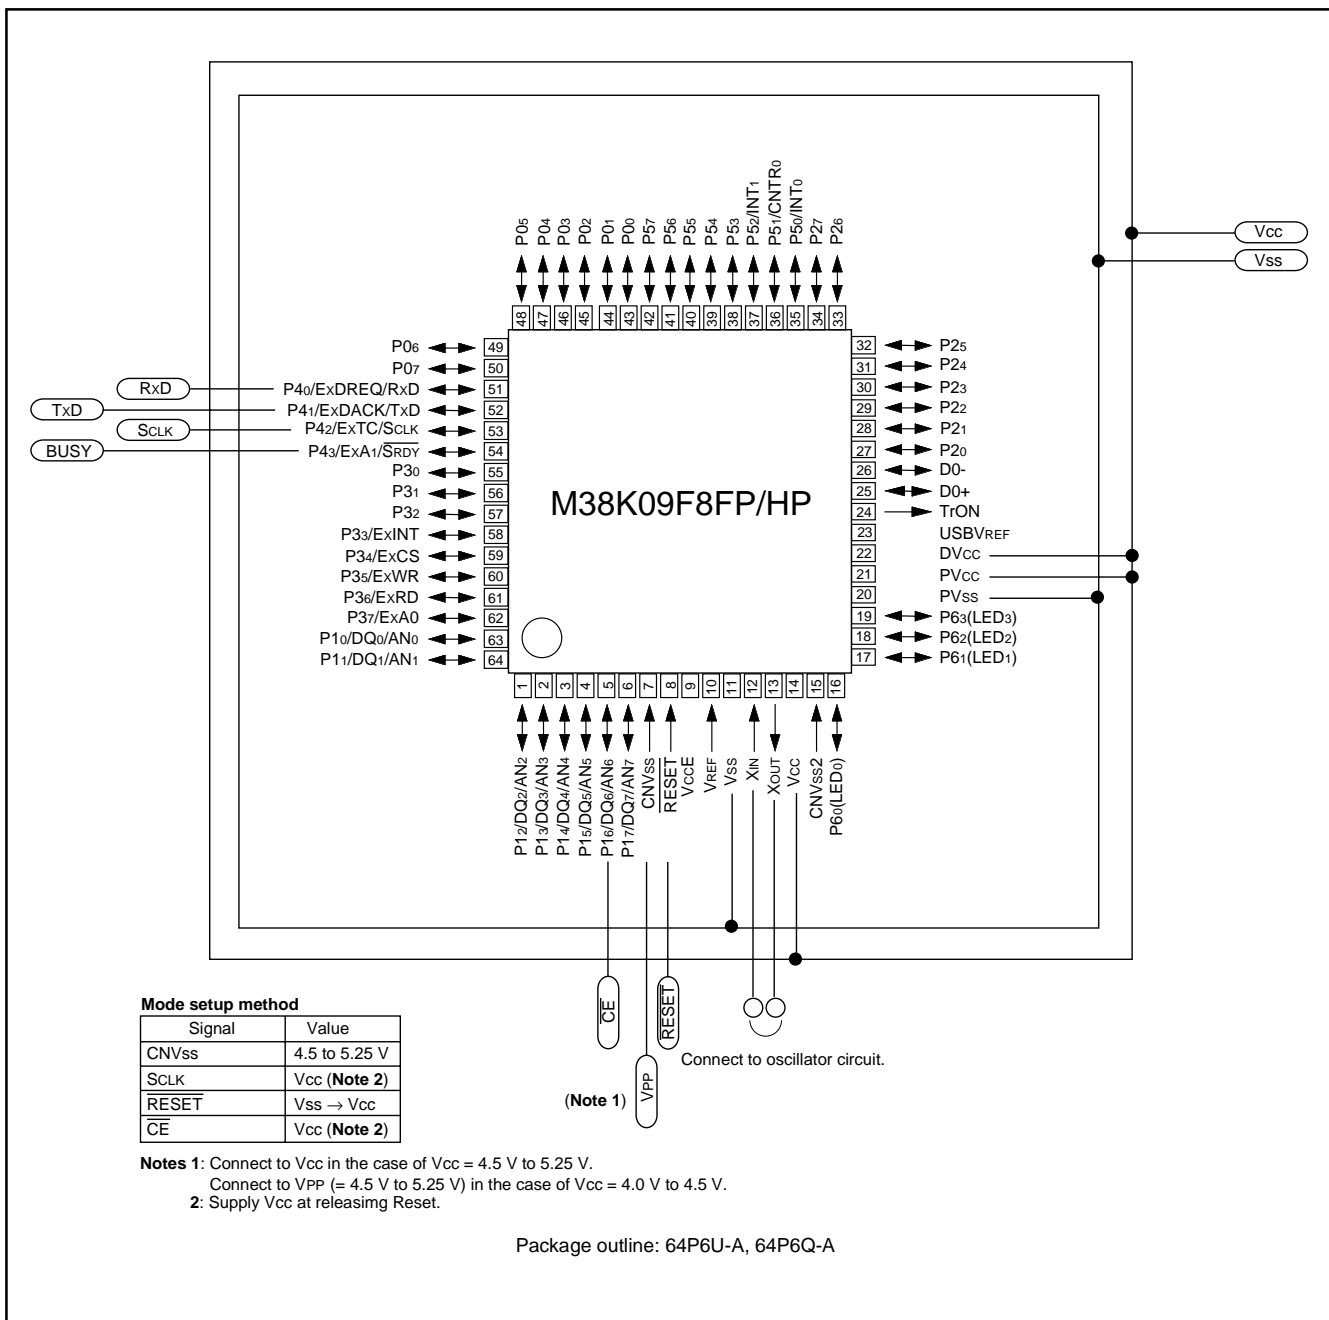 P05 P04 P03 P02 P01 P00 P57 P56 P55 P54 P53 P52/INT1 P51/CNTR0 P50/INT0 P27 P26
48 47 46 45 44 43 42 41 40 39 38 37 36 35 34 33
Vcc
Vss
P06 49
P07 50
RxD P40/ExDREQ/RxD 51
TxD P41/ExDACK/TxD 52
SCLK P42/ExTC/SCLK 53
BUSY P43/ExA1/SRDY 54
P30 55
P31 56
P32 57
P33/ExINT 58
P34/ExCS 59
P35/ExWR 60
P36/ExRD 61
P37/ExA0 62
P10/DQ0/AN0 63
P11/DQ1/AN1 64
M38K09F8FP/HP
32 P25
31 P24
30 P23
29 P22
28 P21
27 P20
26 D0-
25 D0+
24 TrON
23 USBVREF
22 DVcc
21 PVcc
20 PVss
19 P63(LED3)
18 P62(LED2)
17 P61(LED1)
1 2 3 4 5 6 7 8 9 10 11 12 13 14 15 16
P12/DQ2/AN2 P13/DQ3/AN3 P14/DQ4/AN4 P15/DQ5/AN5 P16/DQ6/AN6 P17/DQ7/AN7 CNVss RESET VccE VREF Vss XIN XOUT Vcc CNVss2 P60(LED0)
CE
RESET
VPP
(Note 1)
Connect to oscillator circuit.
Mode setup method
Signal Value
CNVss 4.5 to 5.25 V
SCLK Vcc (Note 2)
RESET Vss → Vcc
CE Vcc (Note 2)
Notes 1: Connect to Vcc in the case of Vcc = 4.5 V to 5.25 V.
Connect to VPP (= 4.5 V to 5.25 V) in the case of Vcc = 4.0 V to 4.5 V.
2: Supply Vcc at releasimg Reset.
Package outline: 64P6U-A, 64P6Q-A